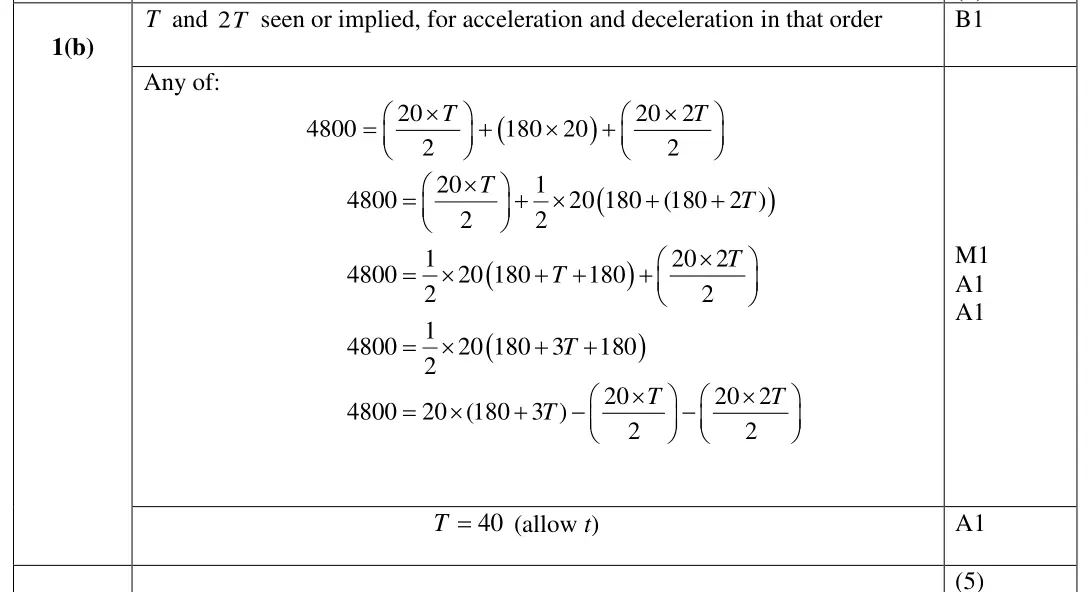 T and 2T seen or implied, for acceleration and deceleration in that order
B1
1(b)
Any of:
4800 = (20 × T / 2) + (180 × 20) + (20 × 2T / 2)
4800 = (20 × T / 2) + 1/2 × 20(180 + (180 + 2T))
4800 = 1/2 × 20(180 + T + 180) + (20 × 2T / 2)
4800 = 1/2 × 20(180 + 3T + 180)
4800 = 20 × (180 + 3T) − (20 × T / 2) − (20 × 2T / 2)
M1
A1
A1
T = 40 (allow t)
A1
(5)